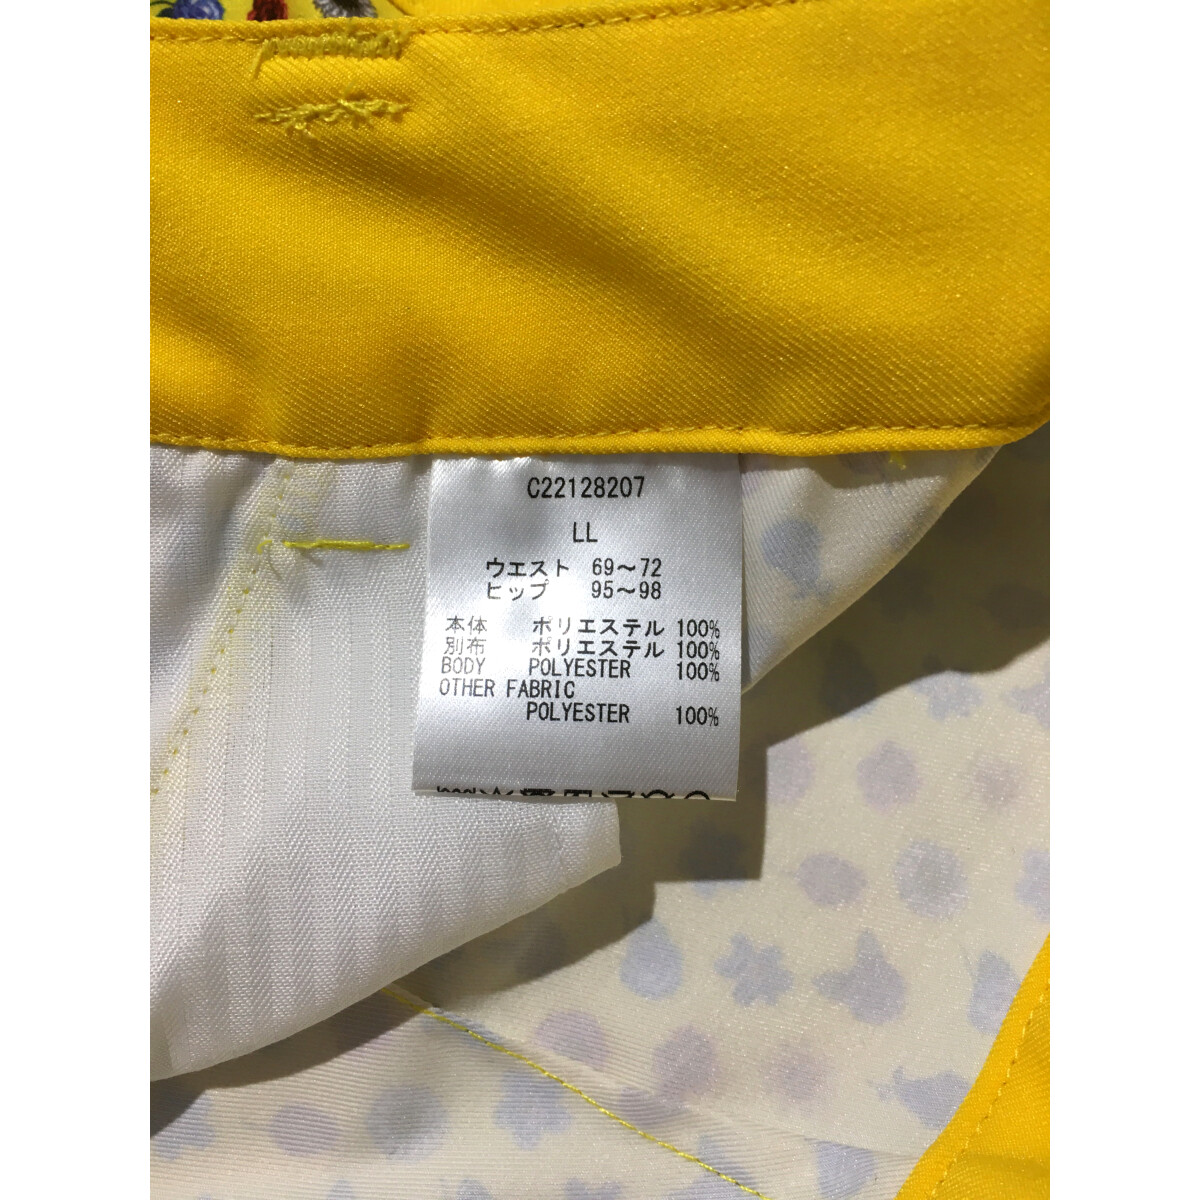 C22128207
LL
ウエスト 69～72
ヒップ 95～98
本体 ポリエステル 100%
別布 ポリエステル 100%
BODY POLYESTER 100%
OTHER FABRIC
POLYESTER 100%